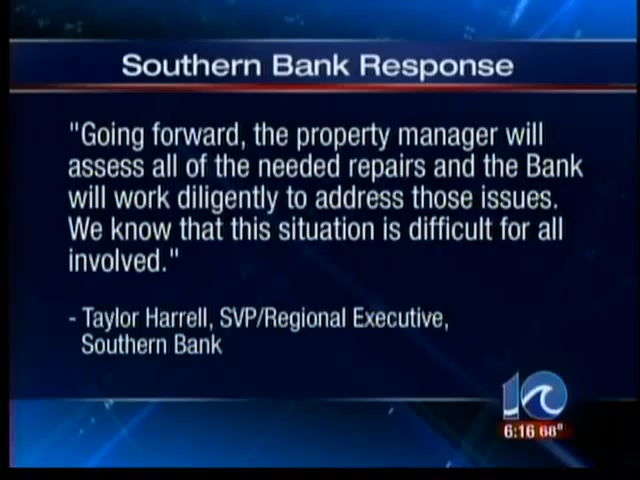 Southern Bank Response
"Going forward, the property manager will
assess all of the needed repairs and the Bank
will work diligently to address those issues.
We know that this situation is difficult for all
involved."
- Taylor Harrell, SVP/Regional Executive,
Southern Bank
10
6:16 68°